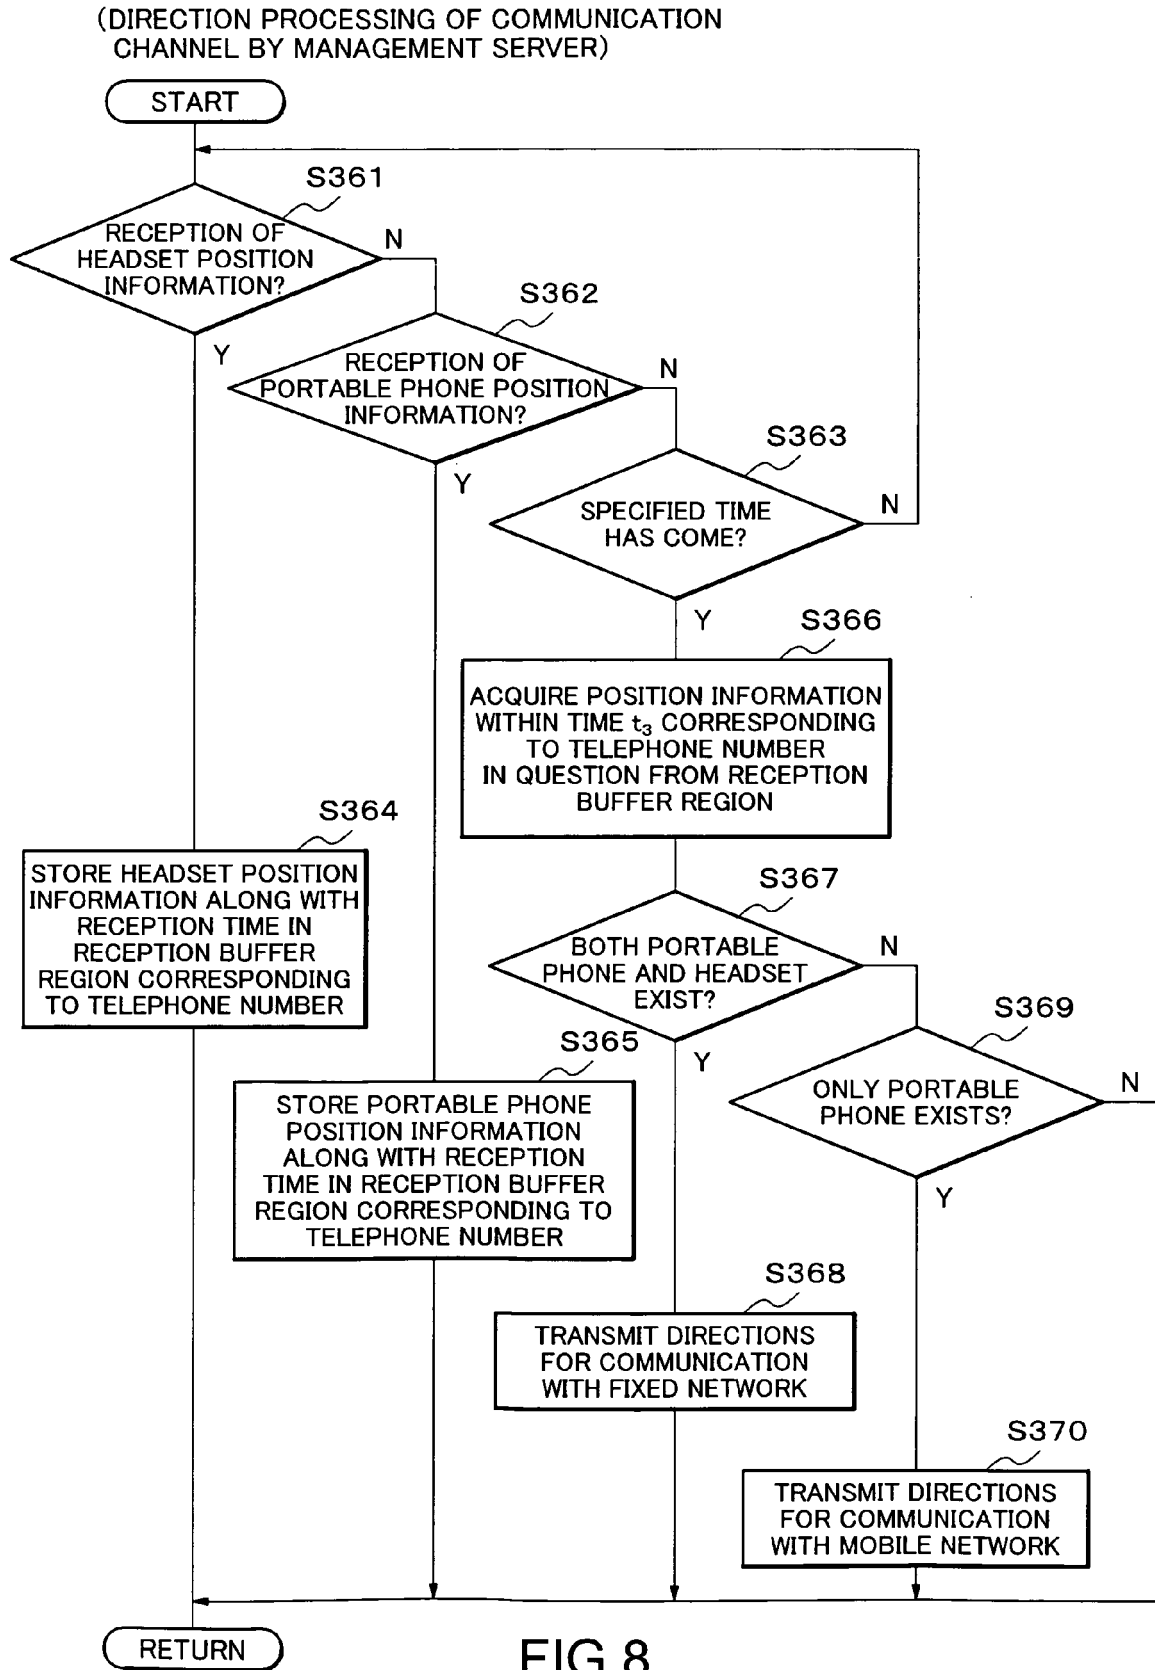 (DIRECTION PROCESSING OF COMMUNICATION
CHANNEL BY MANAGEMENT SERVER)
START
S361
RECEPTION OF
HEADSET POSITION
INFORMATION?
N
Y
S362
RECEPTION OF
PORTABLE PHONE POSITION
INFORMATION?
N
Y
S363
SPECIFIED TIME
HAS COME?
N
Y
S366
ACQUIRE POSITION INFORMATION
WITHIN TIME t₃ CORRESPONDING
TO TELEPHONE NUMBER
IN QUESTION FROM RECEPTION
BUFFER REGION
S364
STORE HEADSET POSITION
INFORMATION ALONG WITH
RECEPTION TIME IN
RECEPTION BUFFER
REGION CORRESPONDING
TO TELEPHONE NUMBER
S367
BOTH PORTABLE
PHONE AND HEADSET
EXIST?
N
Y
S369
ONLY PORTABLE
PHONE EXISTS?
N
Y
S365
STORE PORTABLE PHONE
POSITION INFORMATION
ALONG WITH RECEPTION
TIME IN RECEPTION BUFFER
REGION CORRESPONDING TO
TELEPHONE NUMBER
S368
TRANSMIT DIRECTIONS
FOR COMMUNICATION
WITH FIXED NETWORK
S370
TRANSMIT DIRECTIONS
FOR COMMUNICATION
WITH MOBILE NETWORK
RETURN
FIG.8